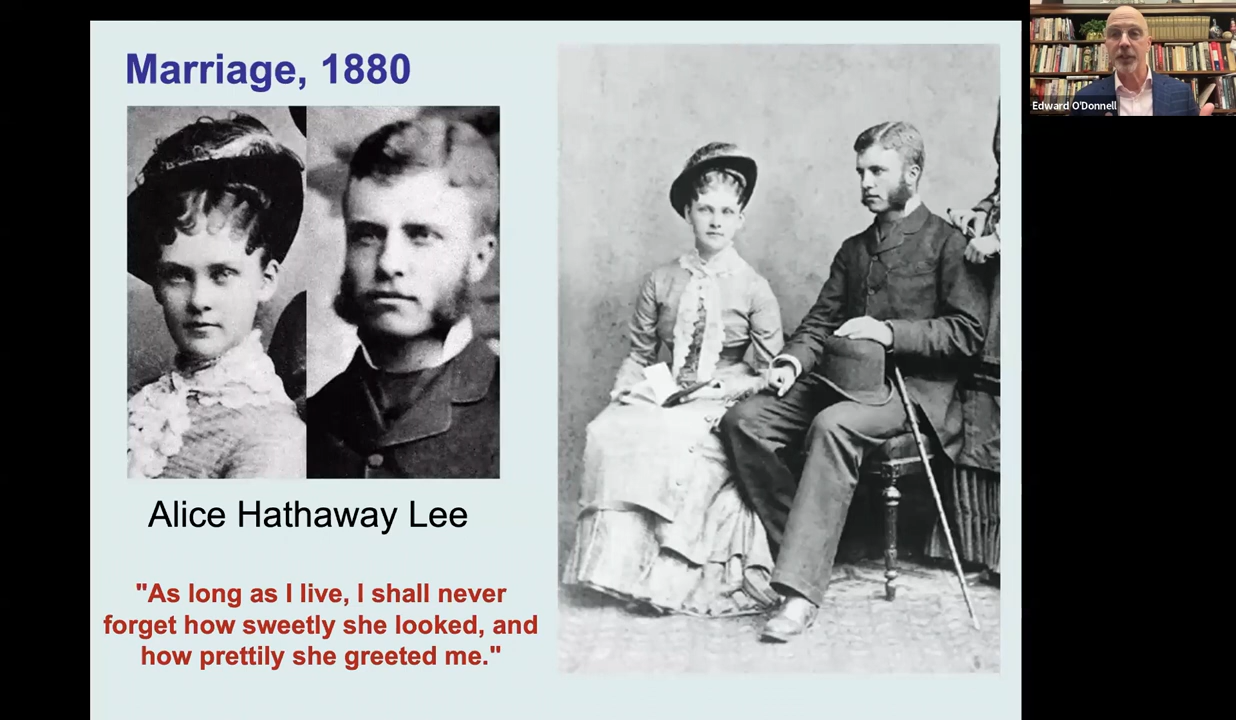 Marriage, 1880
Alice Hathaway Lee
"As long as I live, I shall never
forget how sweetly she looked, and
how prettily she greeted me."
Edward O'Donnell